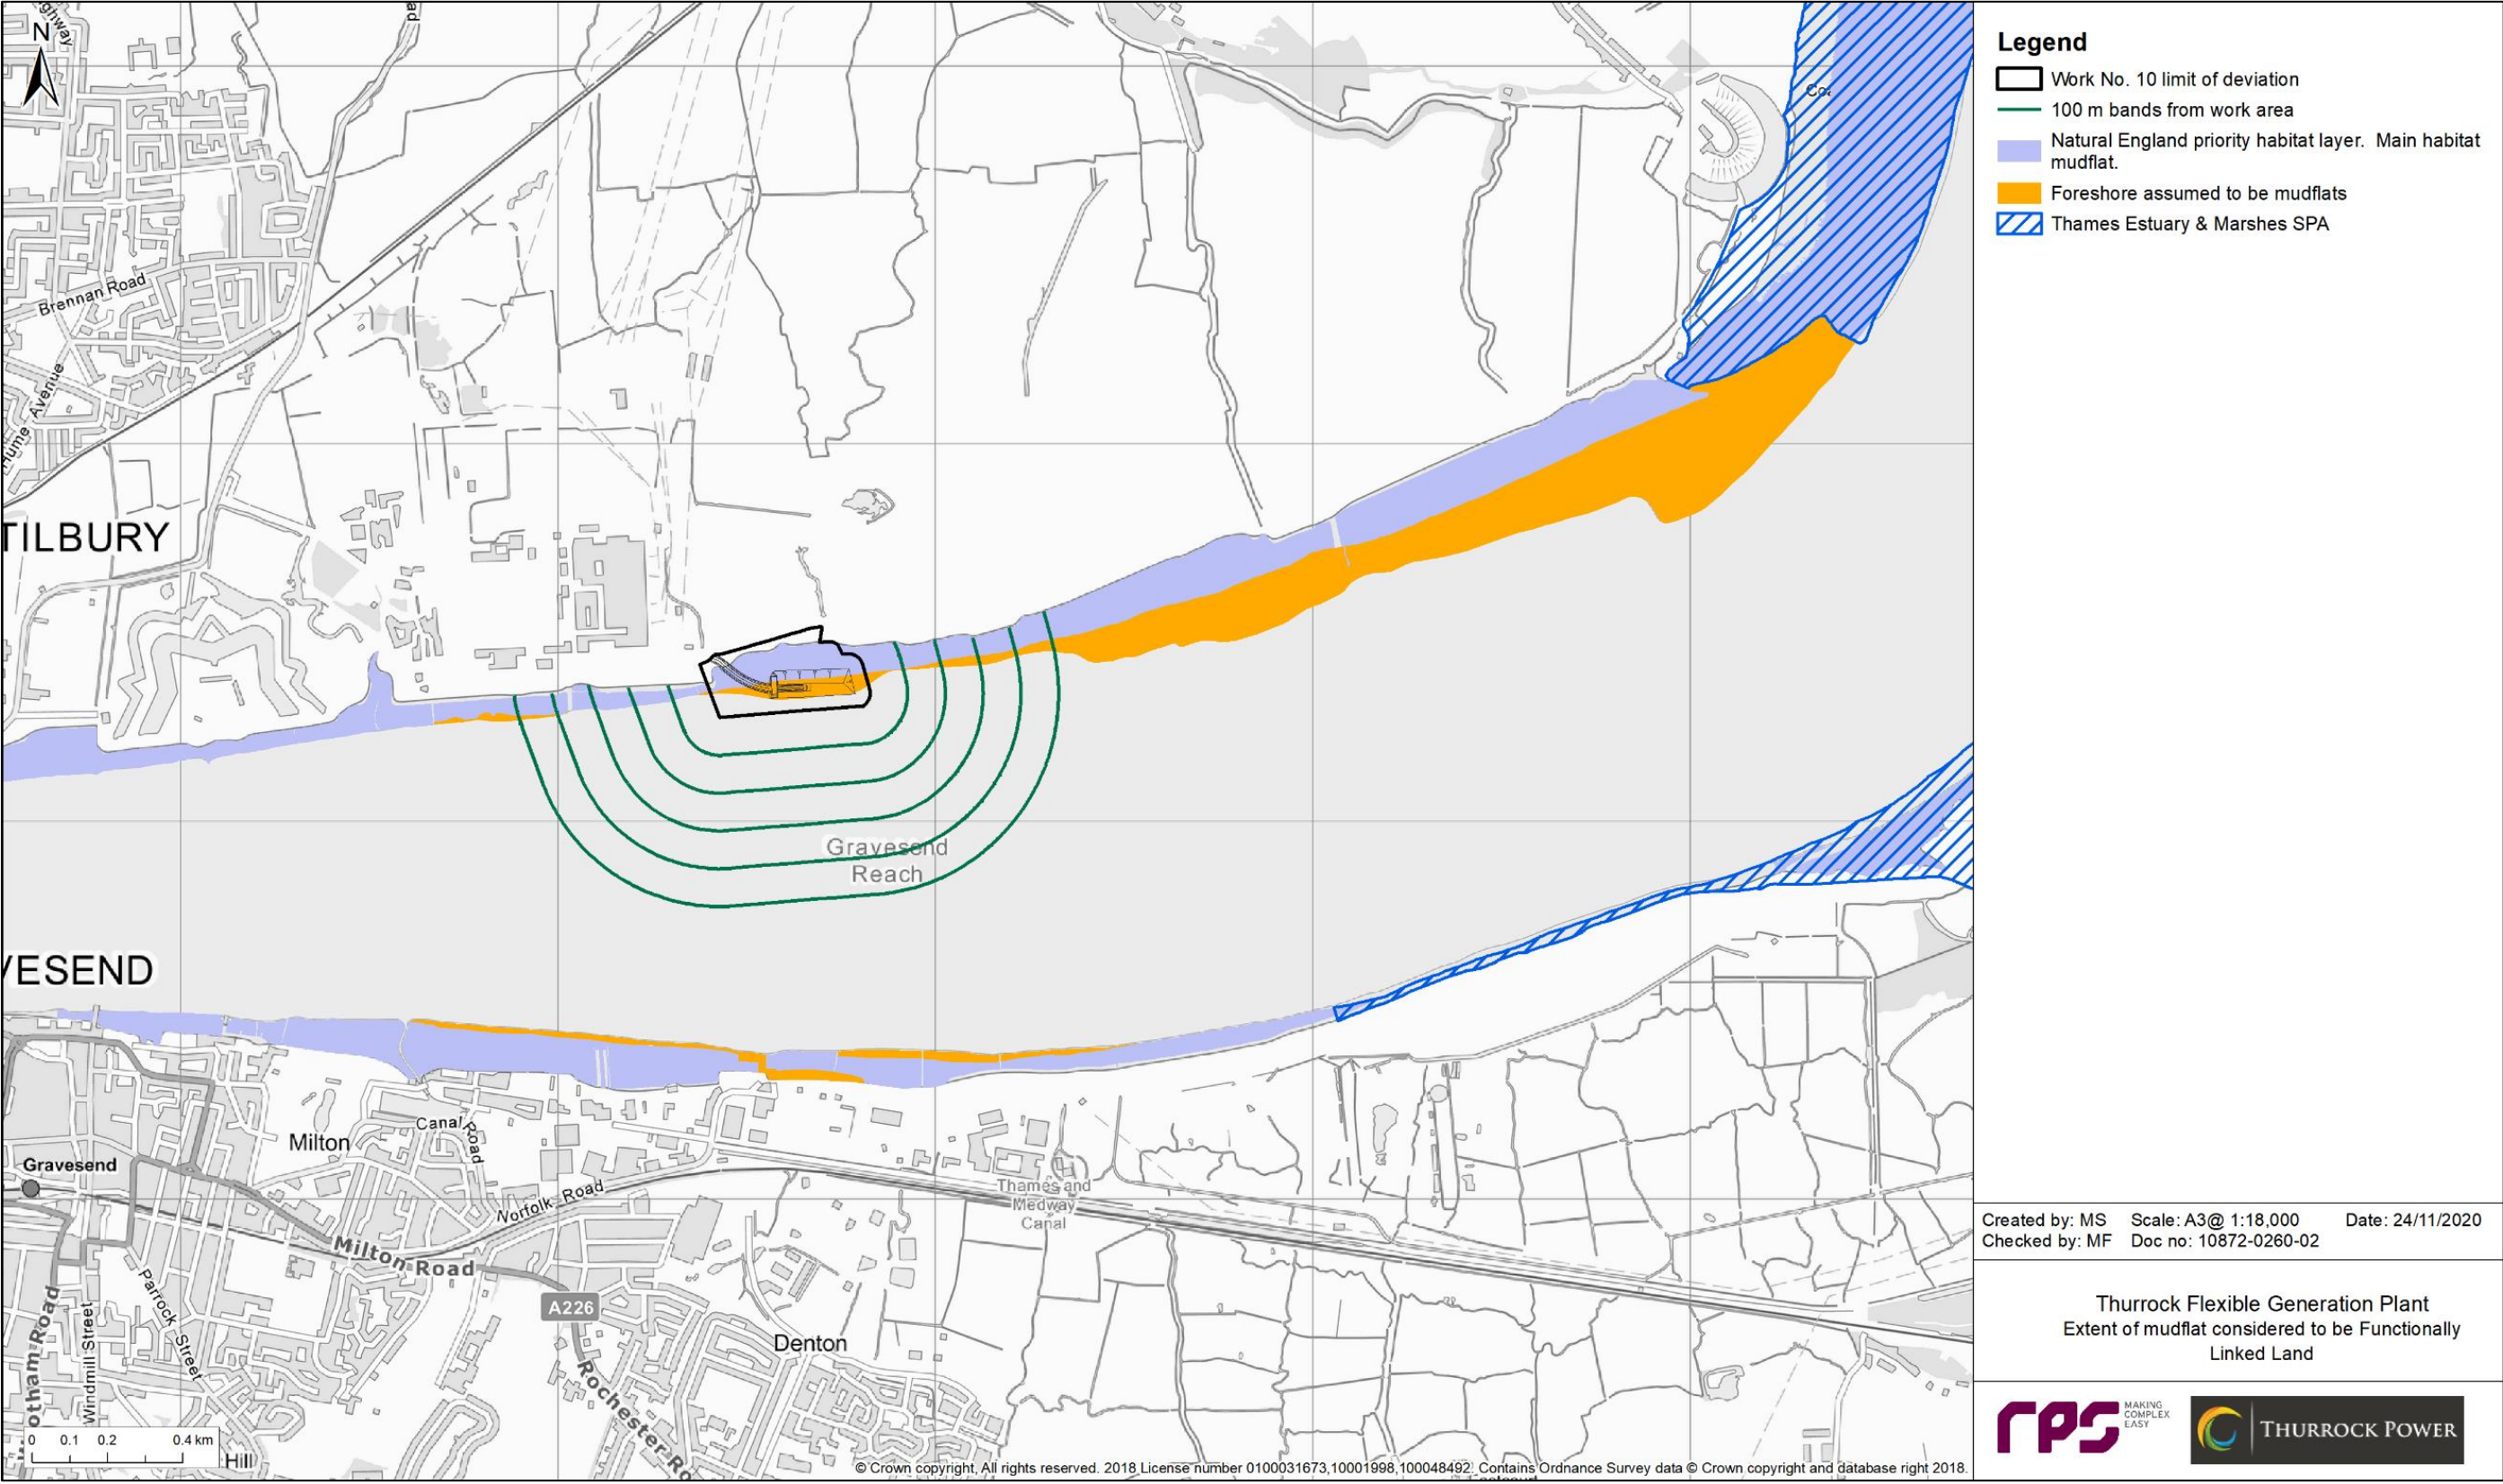 N
Brennan Road
Hume Avenue
TILBURY
Gravesend
Reach
VESEND
Milton
Canal Road
Gravesend
Norfolk Road
Milton Road
Parrock Street
Windmill Street
otham Road
A226
Rochester Ro
Denton
Thames and
Medway
Canal
0 0.1 0.2 0.4 km
Hill
© Crown copyright, All rights reserved. 2018 License number 0100031673,10001998,100048492. Contains Ordnance Survey data © Crown copyright and database right 2018.
Legend
Work No. 10 limit of deviation
100 m bands from work area
Natural England priority habitat layer. Main habitat
mudflat.
Foreshore assumed to be mudflats
Thames Estuary & Marshes SPA
Created by: MS Scale: A3@ 1:18,000 Date: 24/11/2020
Checked by: MF Doc no: 10872-0260-02
Thurrock Flexible Generation Plant
Extent of mudflat considered to be Functionally
Linked Land
rps MAKING
COMPLEX
EASY
THURROCK POWER